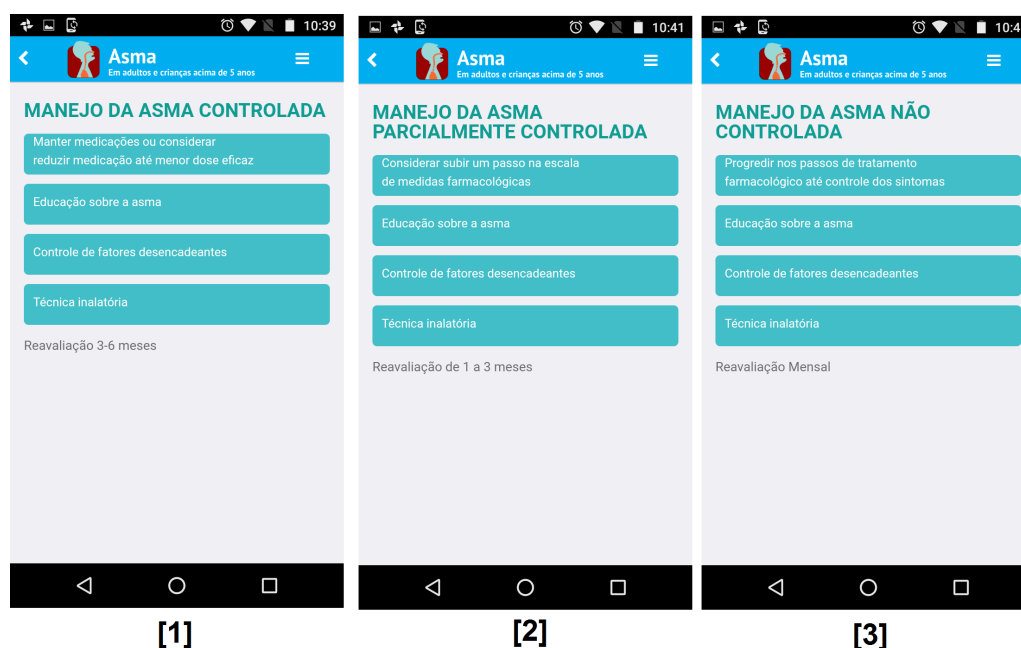 10:39
Asma
Em adultos e crianças acima de 5 anos
MANEJO DA ASMA CONTROLADA
Manter medicações ou considerar
reduzir medicação até menor dose eficaz
Educação sobre a asma
Controle de fatores desencadeantes
Técnica inalatória
Reavaliação 3-6 meses
[1]
10:41
Asma
Em adultos e crianças acima de 5 anos
MANEJO DA ASMA
PARCIALMENTE CONTROLADA
Considerar subir um passo na escala
de medidas farmacológicas
Educação sobre a asma
Controle de fatores desencadeantes
Técnica inalatória
Reavaliação de 1 a 3 meses
[2]
10:4
Asma
Em adultos e crianças acima de 5 anos
MANEJO DA ASMA NÃO
CONTROLADA
Progredir nos passos de tratamento
farmacológico até controle dos sintomas
Educação sobre a asma
Controle de fatores desencadeantes
Técnica inalatória
Reavaliação Mensal
[3]